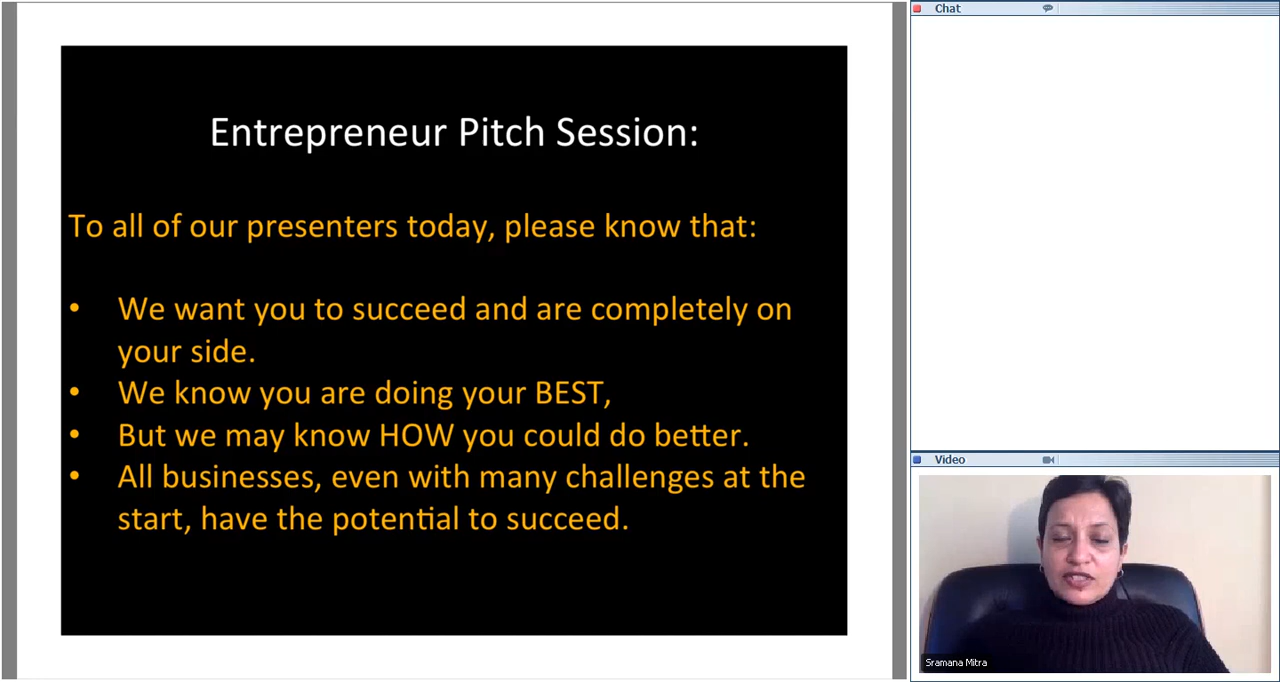 Entrepreneur Pitch Session:
To all of our presenters today, please know that:
• We want you to succeed and are completely on
your side.
• We know you are doing your BEST,
• But we may know HOW you could do better.
• All businesses, even with many challenges at the
start, have the potential to succeed.
Chat
Video
Sramana Mitra